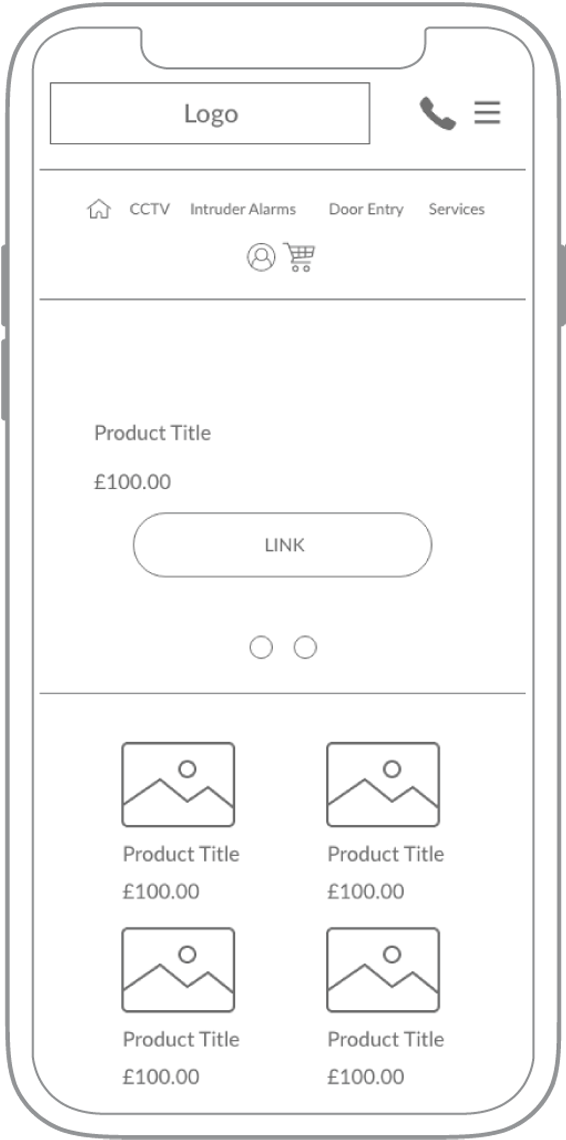 Logo
CCTV Intruder Alarms Door Entry Services
Product Title
£100.00
LINK
Product Title Product Title
£100.00 £100.00
Product Title Product Title
£100.00 £100.00